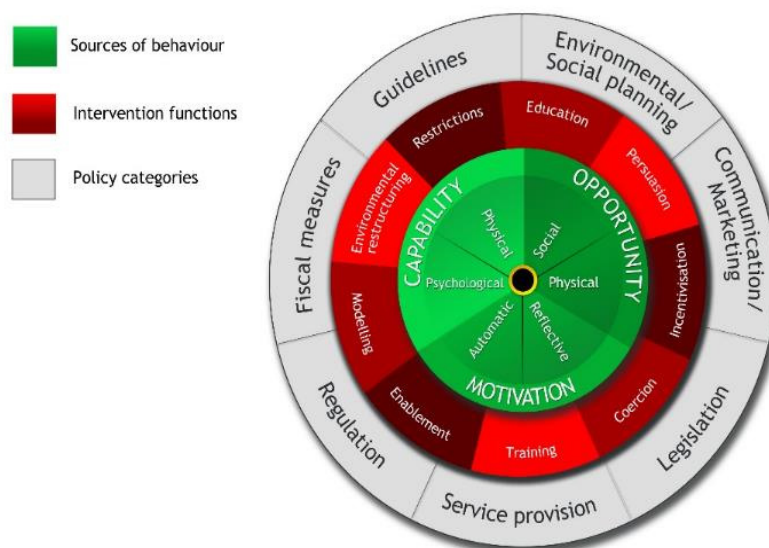 Sources of behaviour
Intervention functions
Policy categories
Guidelines
Environmental/
Social planning
Communication/
Marketing
Legislation
Service provision
Regulation
Fiscal measures
Restrictions
Education
Persuasion
Incentivisation
Coercion
Training
Enablement
Modelling
Environmental
restructuring
CAPABILITY
OPPORTUNITY
MOTIVATION
Physical
Social
Physical
Reflective
Automatic
Psychological